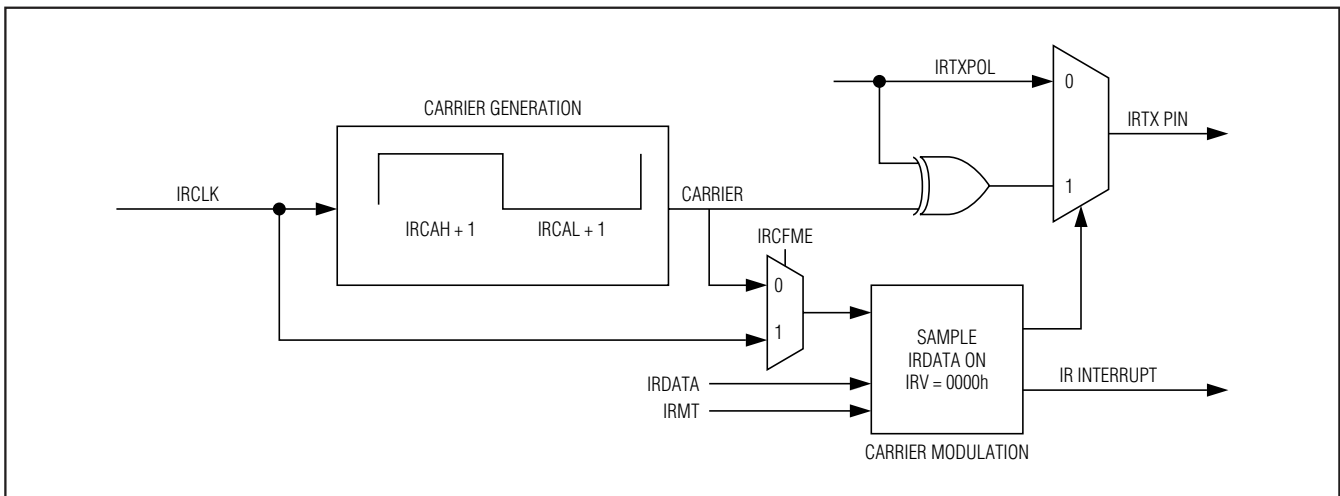 IRTXPOL
0
CARRIER GENERATION
IRTX PIN
IRCLK
CARRIER
1
IRCAH + 1
IRCAL + 1
IRCFME
0
1
SAMPLE
IRDATA ON
IRV = 0000h
IRDATA
IR INTERRUPT
IRMT
CARRIER MODULATION